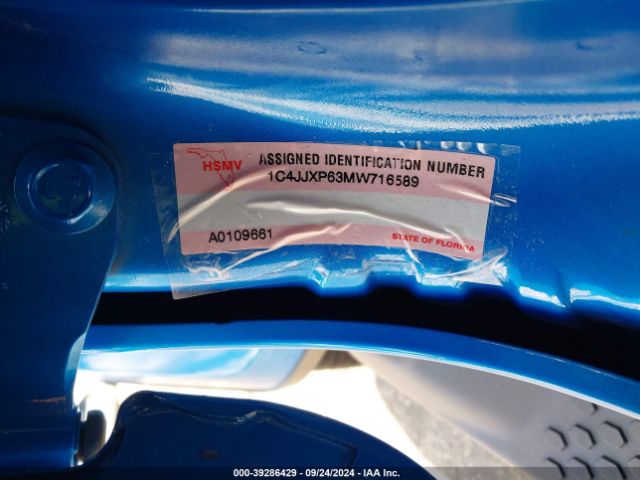 HSMV
ASSIGNED IDENTIFICATION NUMBER
1C4JJXP63MW716589
A0109661
STATE OF FLORIDA
000-39286429 - 09/24/2024 - IAA Inc.